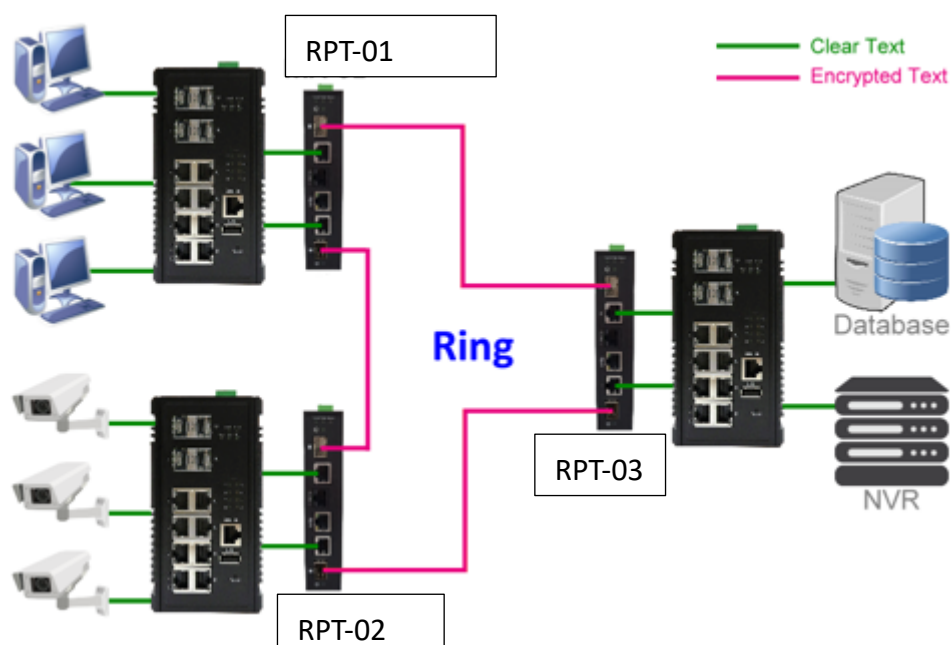 RPT-01
Clear Text
Encrypted Text
Ring
Database
RPT-03
NVR
RPT-02